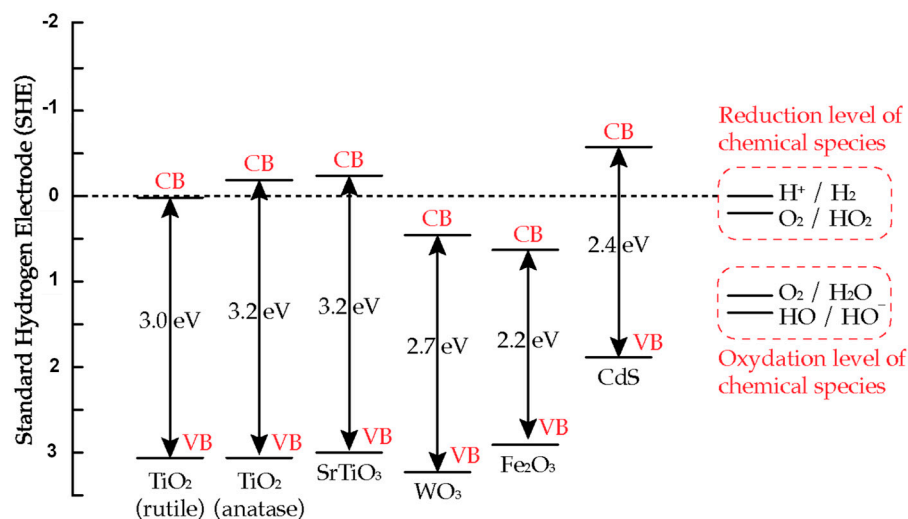 Standard Hydrogen Electrode (SHE)
-2
-1
0
1
2
3
CB
3.0 eV
VB
TiO₂
(rutile)
CB
3.2 eV
VB
TiO₂
(anatase)
CB
3.2 eV
VB
SrTiO₃
CB
2.7 eV
VB
WO₃
CB
2.2 eV
VB
Fe₂O₃
CB
2.4 eV
VB
CdS
Reduction level of
chemical species
H⁺ / H₂
O₂ / HO₂
O₂ / H₂O
HO / HO⁻
Oxydation level of
chemical species